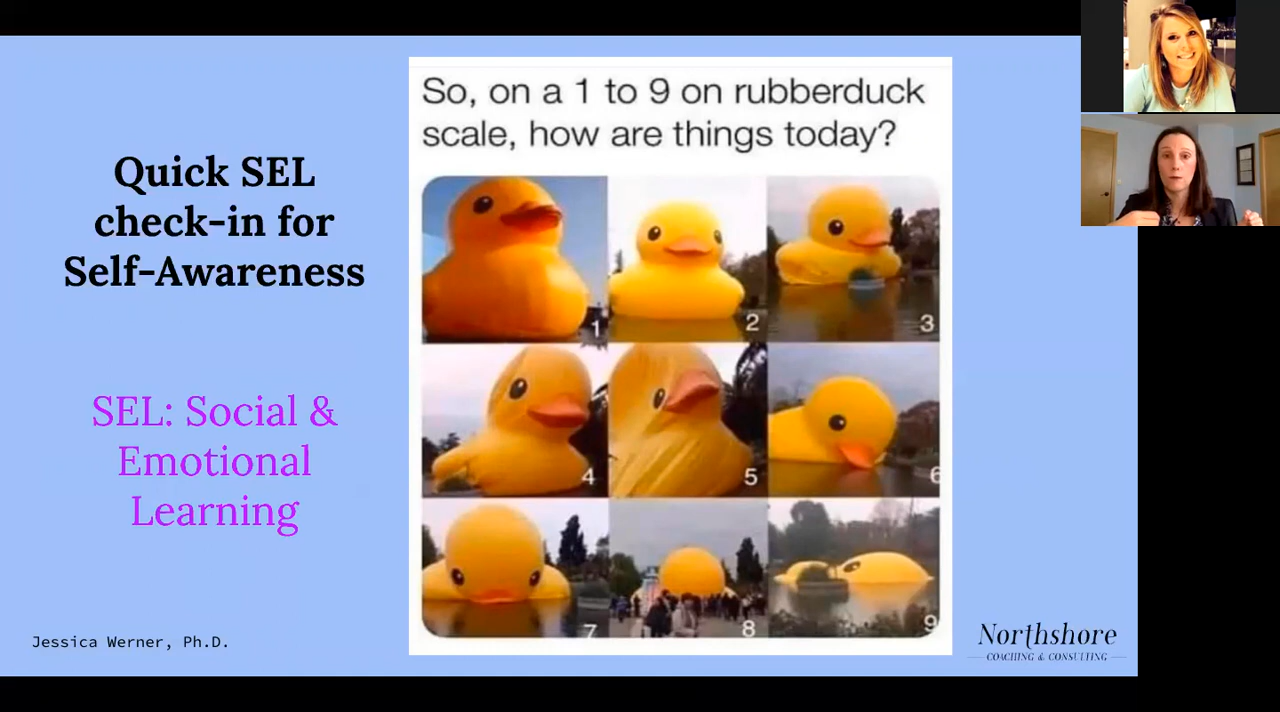 So, on a 1 to 9 on rubberduck
scale, how are things today?
Quick SEL
check-in for
Self-Awareness
SEL: Social &
Emotional
Learning
1
2
3
4
5
6
7
8
9
Jessica Werner, Ph.D.
Northshore
COACHING & CONSULTING